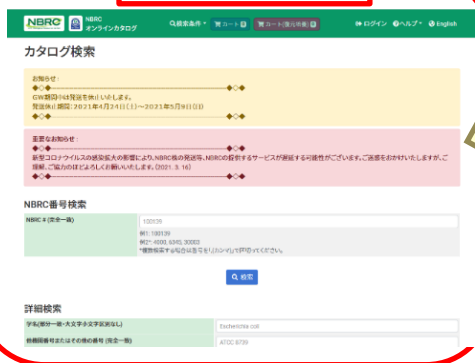 NBRC NBRC オンラインカタログ 検索条件 カート 0 カート(復元培養) 0 ログイン ヘルプ English
カタログ検索
お知らせ：
◆◇◆ ◆◇◆
GW期間中は発送を休止いたします。
発送休止期間：2021年4月24日(土)～2021年5月9日(日)
◆◇◆ ◆◇◆
重要なお知らせ：
◆◇◆ ◆◇◆
新型コロナウイルスの感染拡大の影響により、NBRC株の発送等、NBRCの提供するサービスが遅延する可能性がございます。ご迷惑をおかけいたしますが、ご
理解、ご協力のほどよろしくお願いいたします。(2021. 3. 16)
◆◇◆ ◆◇◆
NBRC番号検索
NBRC # (完全一致) 100139
例1: 100139
例2*: 4000, 6340, 30003
*複数検索する場合は番号を「,(カンマ)」で区切ってください。
検索
詳細検索
学名(部分一致・大文字小文字区別なし) Escherichia coli
他機関番号またはその他の番号 (完全一致) ATCC 8739